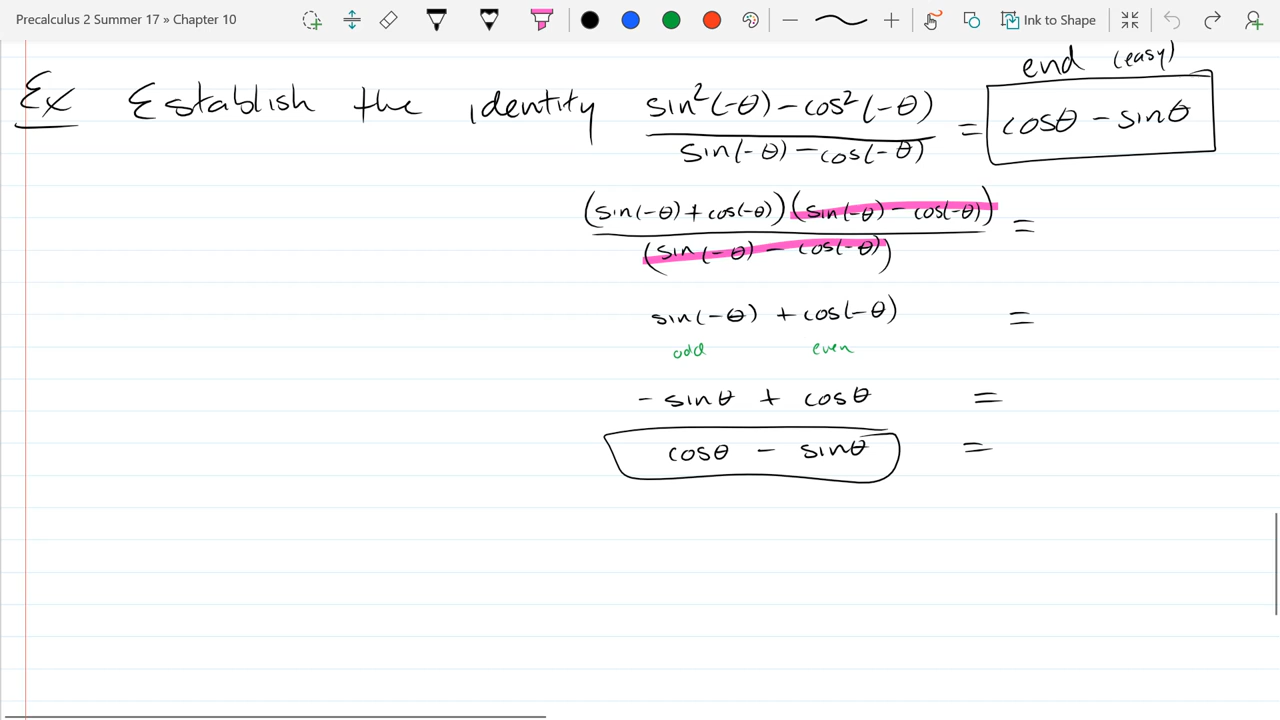 Precalculus 2 Summer 17 » Chapter 10
Ink to Shape
end (easy)
Ex Establish the identity (sin²(-θ) - cos²(-θ)) / (sin(-θ) - cos(-θ)) = cosθ - sinθ
(sin(-θ) + cos(-θ))(sin(-θ) - cos(-θ)) / (sin(-θ) - cos(-θ)) =
sin(-θ) + cos(-θ) =
odd even
- sinθ + cosθ =
cosθ - sinθ =